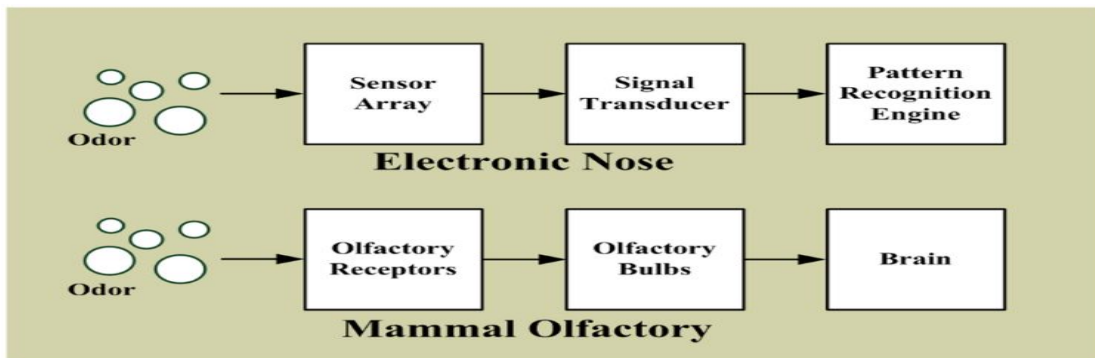 Odor
Sensor
Array
Signal
Transducer
Pattern
Recognition
Engine
Electronic Nose
Odor
Olfactory
Receptors
Olfactory
Bulbs
Brain
Mammal Olfactory